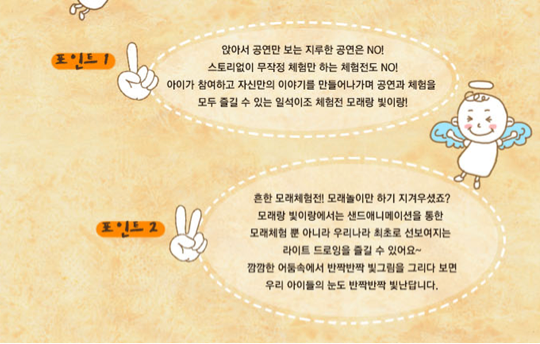 포인트 1
앉아서 공연만 보는 지루한 공연은 NO!
스토리없이 무작정 체험만 하는 체험전도 NO!
아이가 참여하고 자신만의 이야기를 만들어나가며 공연과 체험을
모두 즐길 수 있는 일석이조 체험전 모래랑 빛이랑!
포인트 2
흔한 모래체험전! 모래놀이만 하기 지겨우셨죠?
모래랑 빛이랑에서는 샌드애니메이션을 통한
모래체험 뿐 아니라 우리나라 최초로 선보여지는
라이트 드로잉을 즐길 수 있어요~
깜깜한 어둠속에서 반짝반짝 빛그림을 그리다 보면
우리 아이들의 눈도 반짝반짝 빛난답니다.